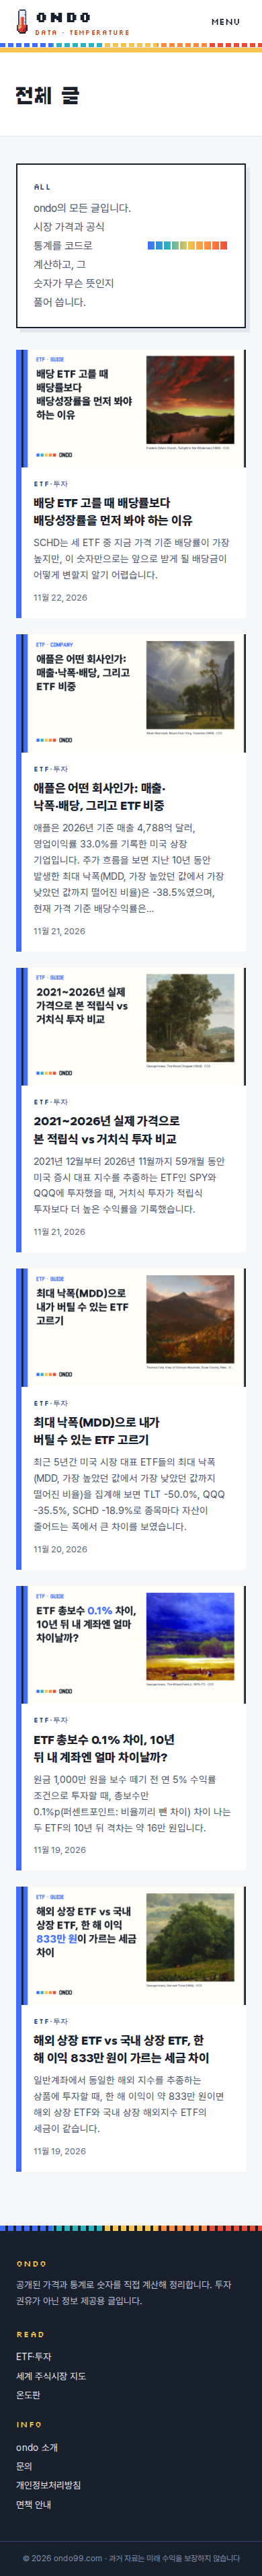 ONDO
DATA · TEMPERATURE
MENU
전체 글
ALL
ondo의 모든 글입니다.
시장 가격과 공식
통계를 코드로
계산하고, 그
숫자가 무슨 뜻인지
풀어 씁니다.
ETF · GUIDE
배당 ETF 고를 때
배당률보다
배당성장률을 먼저 봐야
하는 이유
ONDO
ETF·투자
배당 ETF 고를 때 배당률보다
배당성장률을 먼저 봐야 하는 이유
SCHD는 세 ETF 중 지금 가격 기준 배당률이 가장
높지만, 이 숫자만으로는 앞으로 받게 될 배당금이
어떻게 변할지 알기 어렵습니다.
11월 22, 2026
ETF · COMPANY
애플은 어떤 회사인가:
매출·낙폭·배당, 그리고
ETF 비중
ONDO
ETF·투자
애플은 어떤 회사인가: 매출·
낙폭·배당, 그리고 ETF 비중
애플은 2026년 기준 매출 4,788억 달러,
영업이익률 33.0%를 기록한 미국 상장
기업입니다. 주가 흐름을 보면 지난 10년 동안
발생한 최대 낙폭(MDD, 가장 높았던 값에서 가장
낮았던 값까지 떨어진 비율)은 -38.5%였으며,
현재 가격 기준 배당수익률은...
11월 21, 2026
ETF · GUIDE
2021~2026년 실제
가격으로 본 적립식 vs
거치식 투자 비교
ONDO
ETF·투자
2021~2026년 실제 가격으로
본 적립식 vs 거치식 투자 비교
2021년 12월부터 2026년 11월까지 59개월 동안
미국 증시 대표 지수를 추종하는 ETF인 SPY와
QQQ에 투자했을 때, 거치식 투자가 적립식
투자보다 더 높은 수익률을 기록했습니다.
11월 21, 2026
ETF · GUIDE
최대 낙폭(MDD)으로
내가 버틸 수 있는 ETF
고르기
ONDO
ETF·투자
최대 낙폭(MDD)으로 내가
버틸 수 있는 ETF 고르기
최근 5년간 미국 시장 대표 ETF들의 최대 낙폭
(MDD, 가장 높았던 값에서 가장 낮았던 값까지
떨어진 비율)을 집계해 보면 TLT -50.0%, QQQ
-35.5%, SCHD -18.9%로 종목마다 자산이
줄어드는 폭에서 큰 차이를 보였습니다.
11월 20, 2026
ETF · GUIDE
ETF 총보수 0.1% 차이,
10년 뒤 내 계좌엔 얼마
차이날까?
ONDO
ETF·투자
ETF 총보수 0.1% 차이, 10년
뒤 내 계좌엔 얼마 차이날까?
원금 1,000만 원을 보수 떼기 전 연 5% 수익률
조건으로 투자할 때, 총보수만
0.1%p(퍼센트포인트: 비율끼리 뺀 차이) 차이 나는
두 ETF의 10년 뒤 격차는 약 16만 원입니다.
11월 19, 2026
ETF · GUIDE
해외 상장 ETF vs 국내
상장 ETF, 한 해 이익
833만 원이 가르는 세금
차이
ONDO
ETF·투자
해외 상장 ETF vs 국내 상장 ETF, 한
해 이익 833만 원이 가르는 세금 차이
일반계좌에서 동일한 해외 지수를 추종하는
상품에 투자할 때, 한 해 이익이 약 833만 원이면
해외 상장 ETF와 국내 상장 해외지수 ETF의
세금이 같습니다.
11월 19, 2026
ONDO
공개된 가격과 통계로 숫자를 직접 계산해 정리합니다. 투자
권유가 아닌 정보 제공용 글입니다.
READ
ETF·투자
세계 주식시장 지도
온도판
INFO
ondo 소개
문의
개인정보처리방침
면책 안내
© 2026 ondo99.com · 과거 자료는 미래 수익을 보장하지 않습니다